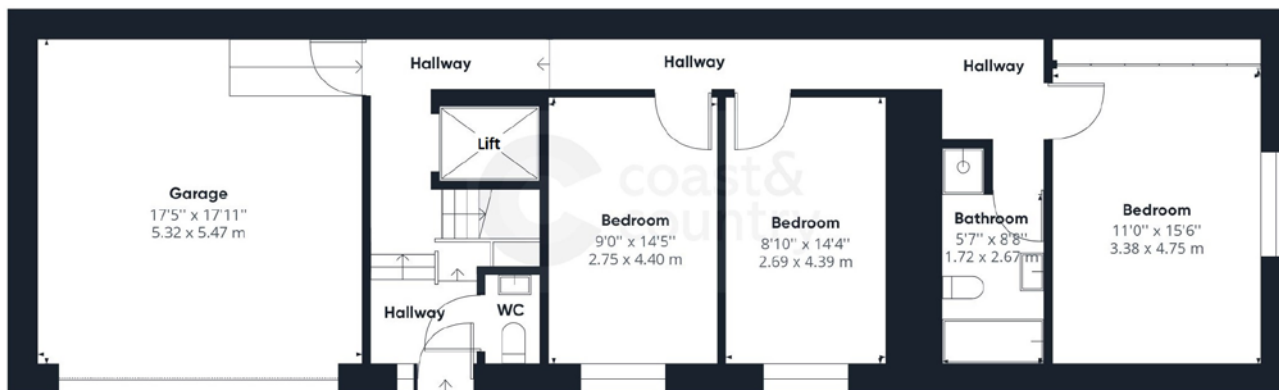 Hallway
Hallway
Hallway
Lift
Garage
17'5" x 17'11"
5.32 x 5.47 m
Bedroom
9'0" x 14'5"
2.75 x 4.40 m
Bedroom
8'10" x 14'4"
2.69 x 4.39 m
Bathroom
5'7" x 8'8"
1.72 x 2.67 m
Bedroom
11'0" x 15'6"
3.38 x 4.75 m
Hallway
WC
coast&
country